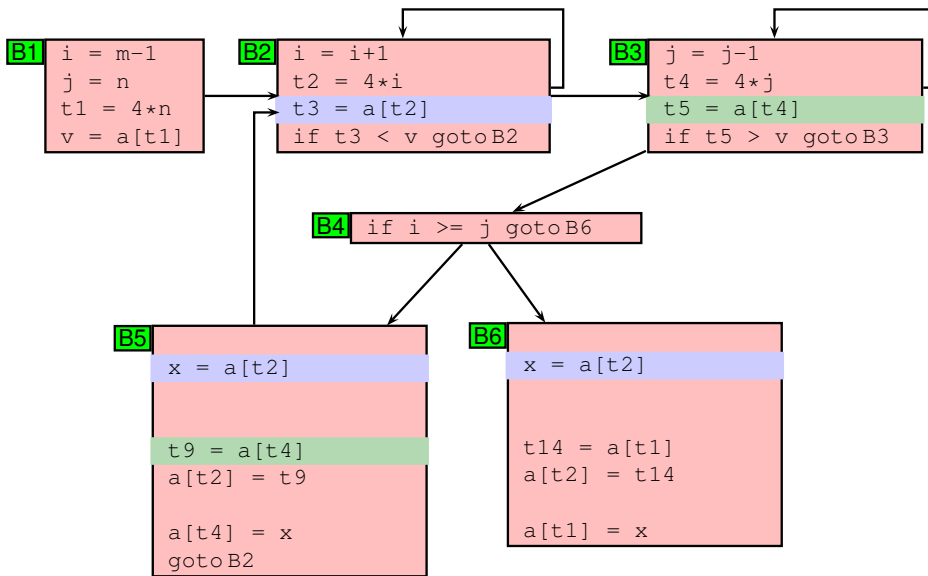 B1
i = m-1
j = n
t1 = 4*n
v = a[t1]
B2
i = i+1
t2 = 4*i
t3 = a[t2]
if t3 < v goto B2
B3
j = j-1
t4 = 4*j
t5 = a[t4]
if t5 > v goto B3
B4
if i >= j goto B6
B5
x = a[t2]
t9 = a[t4]
a[t2] = t9
a[t4] = x
goto B2
B6
x = a[t2]
t14 = a[t1]
a[t2] = t14
a[t1] = x